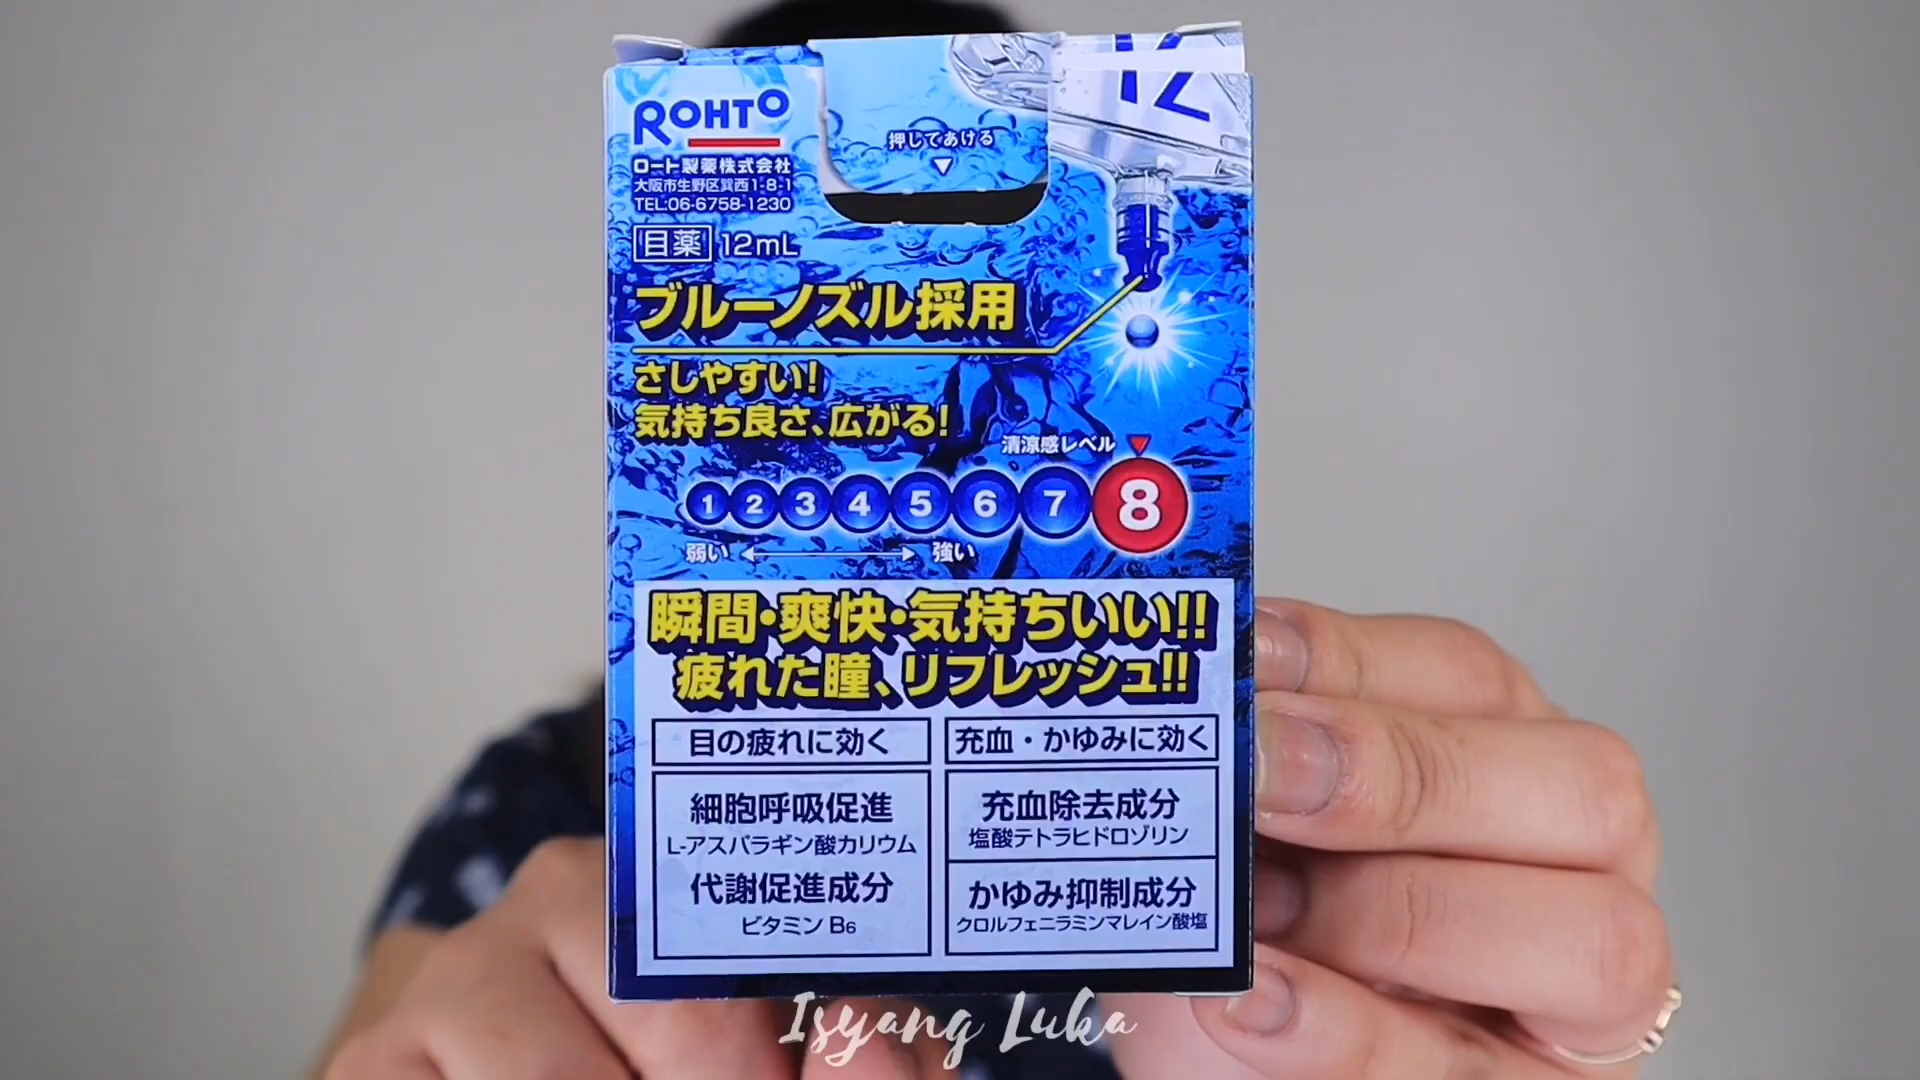 ROHTO
ロート製薬株式会社
大阪市生野区巽西1-8-1
TEL:06-6758-1230
目薬 12mL
押してあける
12
ブルーノズル採用
さしやすい!
気持ち良さ、広がる!
清涼感レベル
1 2 3 4 5 6 7 8
弱い 強い
瞬間・爽快・気持ちいい!!
疲れた瞳、リフレッシュ!!
目の疲れに効く
細胞呼吸促進
L-アスパラギン酸カリウム
代謝促進成分
ビタミン B6
充血・かゆみに効く
充血除去成分
塩酸テトラヒドロゾリン
かゆみ抑制成分
クロルフェニラミンマレイン酸塩
Isyang Luka